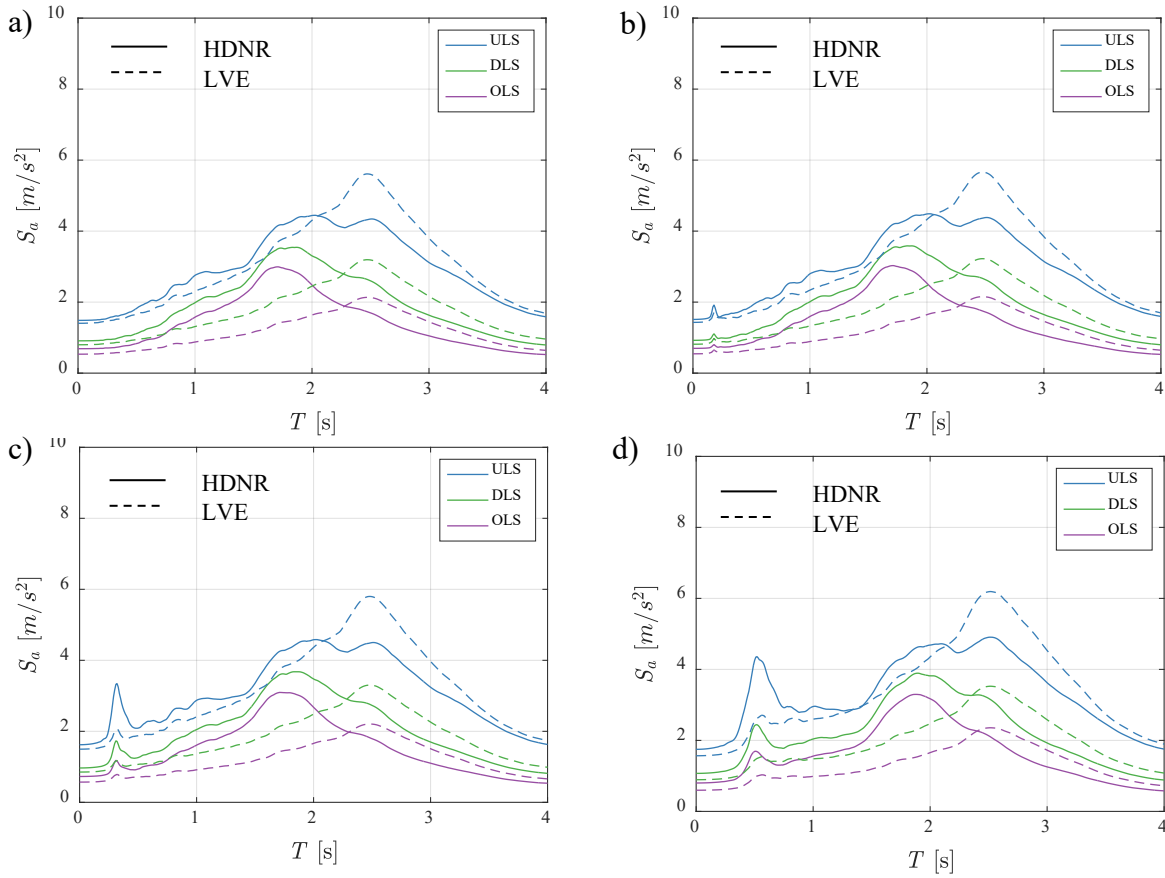 a)
10
8
6
4
2
0
HDNR
LVE
ULS
DLS
OLS
S_a [m/s^2]
0 1 2 3 4
T [s]
b)
10
8
6
4
2
0
HDNR
LVE
ULS
DLS
OLS
S_a [m/s^2]
0 1 2 3 4
T [s]
c)
10
8
6
4
2
0
HDNR
LVE
ULS
DLS
OLS
S_a [m/s^2]
0 1 2 3 4
T [s]
d)
10
8
6
4
2
0
HDNR
LVE
ULS
DLS
OLS
S_a [m/s^2]
0 1 2 3 4
T [s]